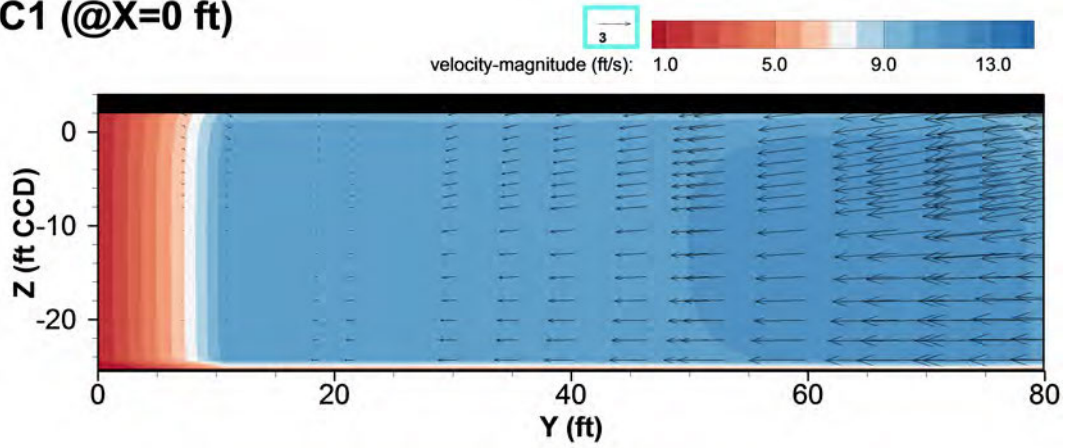 C1 (@X=0 ft)
3
velocity-magnitude (ft/s): 1.0 5.0 9.0 13.0
Z (ft CCD)
0
-10
-20
0 20 40 60 80
Y (ft)